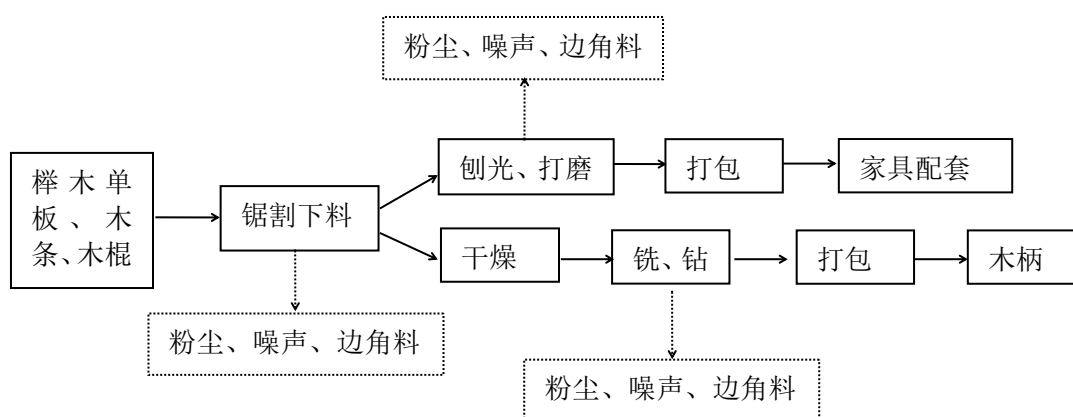 粉尘、噪声、边角料
榉木单
板、木
条、木棍
锯割下料
刨光、打磨
打包
家具配套
干燥
铣、钻
打包
木柄
粉尘、噪声、边角料
粉尘、噪声、边角料